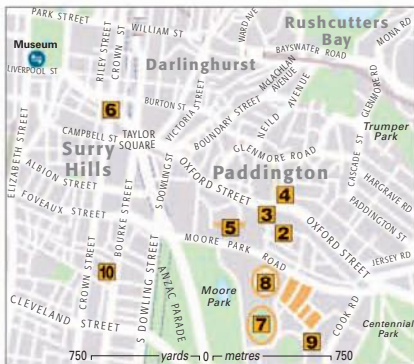 PARK STREET
WILLIAM ST
WARD AVE
Rushcutters
Bay
MONA RD
Museum
RILEY STREET
CROWN ST
BAYSWATER ROAD
LIVERPOOL ST
Darlinghurst
McLACHLAN
AVENUE
GLENMORE RD
6
BURTON ST
VICTORIA STREET
BOUNDARY STREET
NEILD AVENUE
Trumper
Park
ELIZABETH STREET
CAMPBELL ST
TAYLOR
SQUARE
Surry
Hills
GLENMORE ROAD
CASCADE ST
ALBION STREET
S DOWLING ST
OXFORD STREET
Paddington
HARGRAVE RD
FOVEAUX STREET
4
PADDINGTON ST
BOURKE STREET
5
3
2
OXFORD STREET
MOORE PARK ROAD
JERSEY RD
10
CROWN STREET
S DOWLING STREET
ANZAC PARADE
Moore
Park
8
7
COOK RD
CLEVELAND STREET
9
Centennial
Park
750 yards 0 metres 750